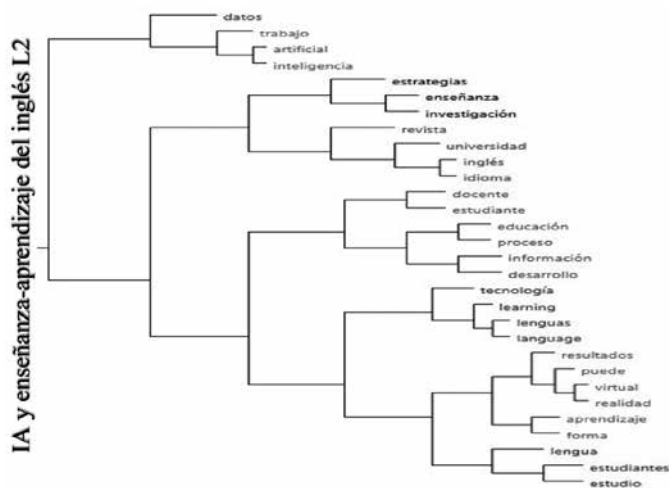 IA y enseñanza-aprendizaje del inglés L2
datos
trabajo
artificial
inteligencia
estrategias
enseñanza
investigación
revista
universidad
inglés
idioma
docente
estudiante
educación
proceso
información
desarrollo
tecnología
learning
lenguas
language
resultados
puede
virtual
realidad
aprendizaje
forma
lengua
estudiantes
estudio